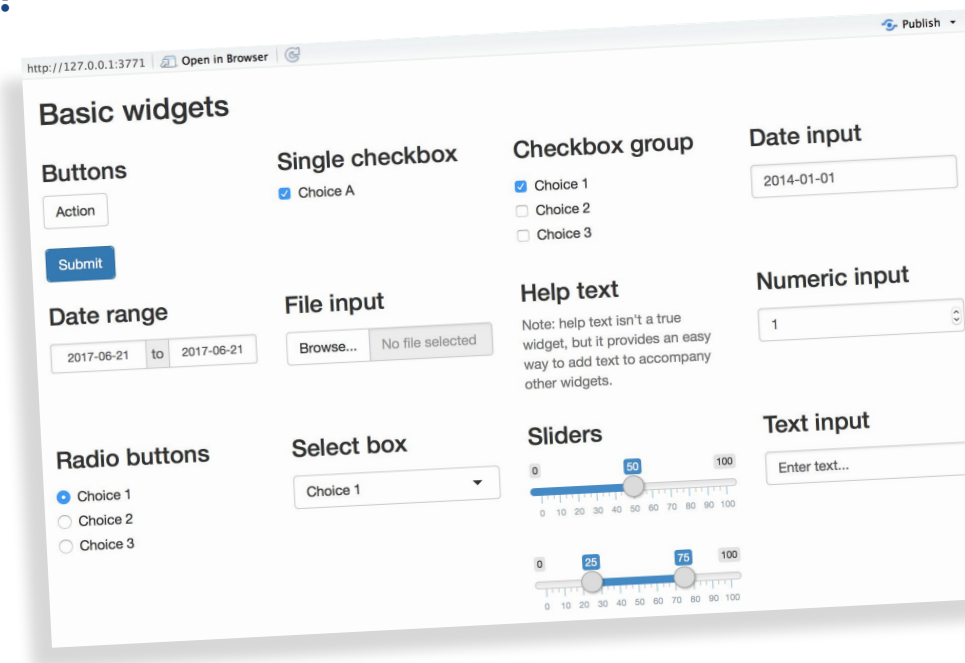 :
http://127.0.0.1:3771 Open in Browser
Publish
Basic widgets
Buttons
Action
Submit
Single checkbox
Choice A
Checkbox group
Choice 1
Choice 2
Choice 3
Date input
2014-01-01
Date range
2017-06-21 to 2017-06-21
File input
Browse... No file selected
Help text
Note: help text isn't a true
widget, but it provides an easy
way to add text to accompany
other widgets.
Numeric input
1
Radio buttons
Choice 1
Choice 2
Choice 3
Select box
Choice 1
Sliders
0 50 100
0 10 20 30 40 50 60 70 80 90 100
0 25 75 100
0 10 20 30 40 50 60 70 80 90 100
Text input
Enter text...